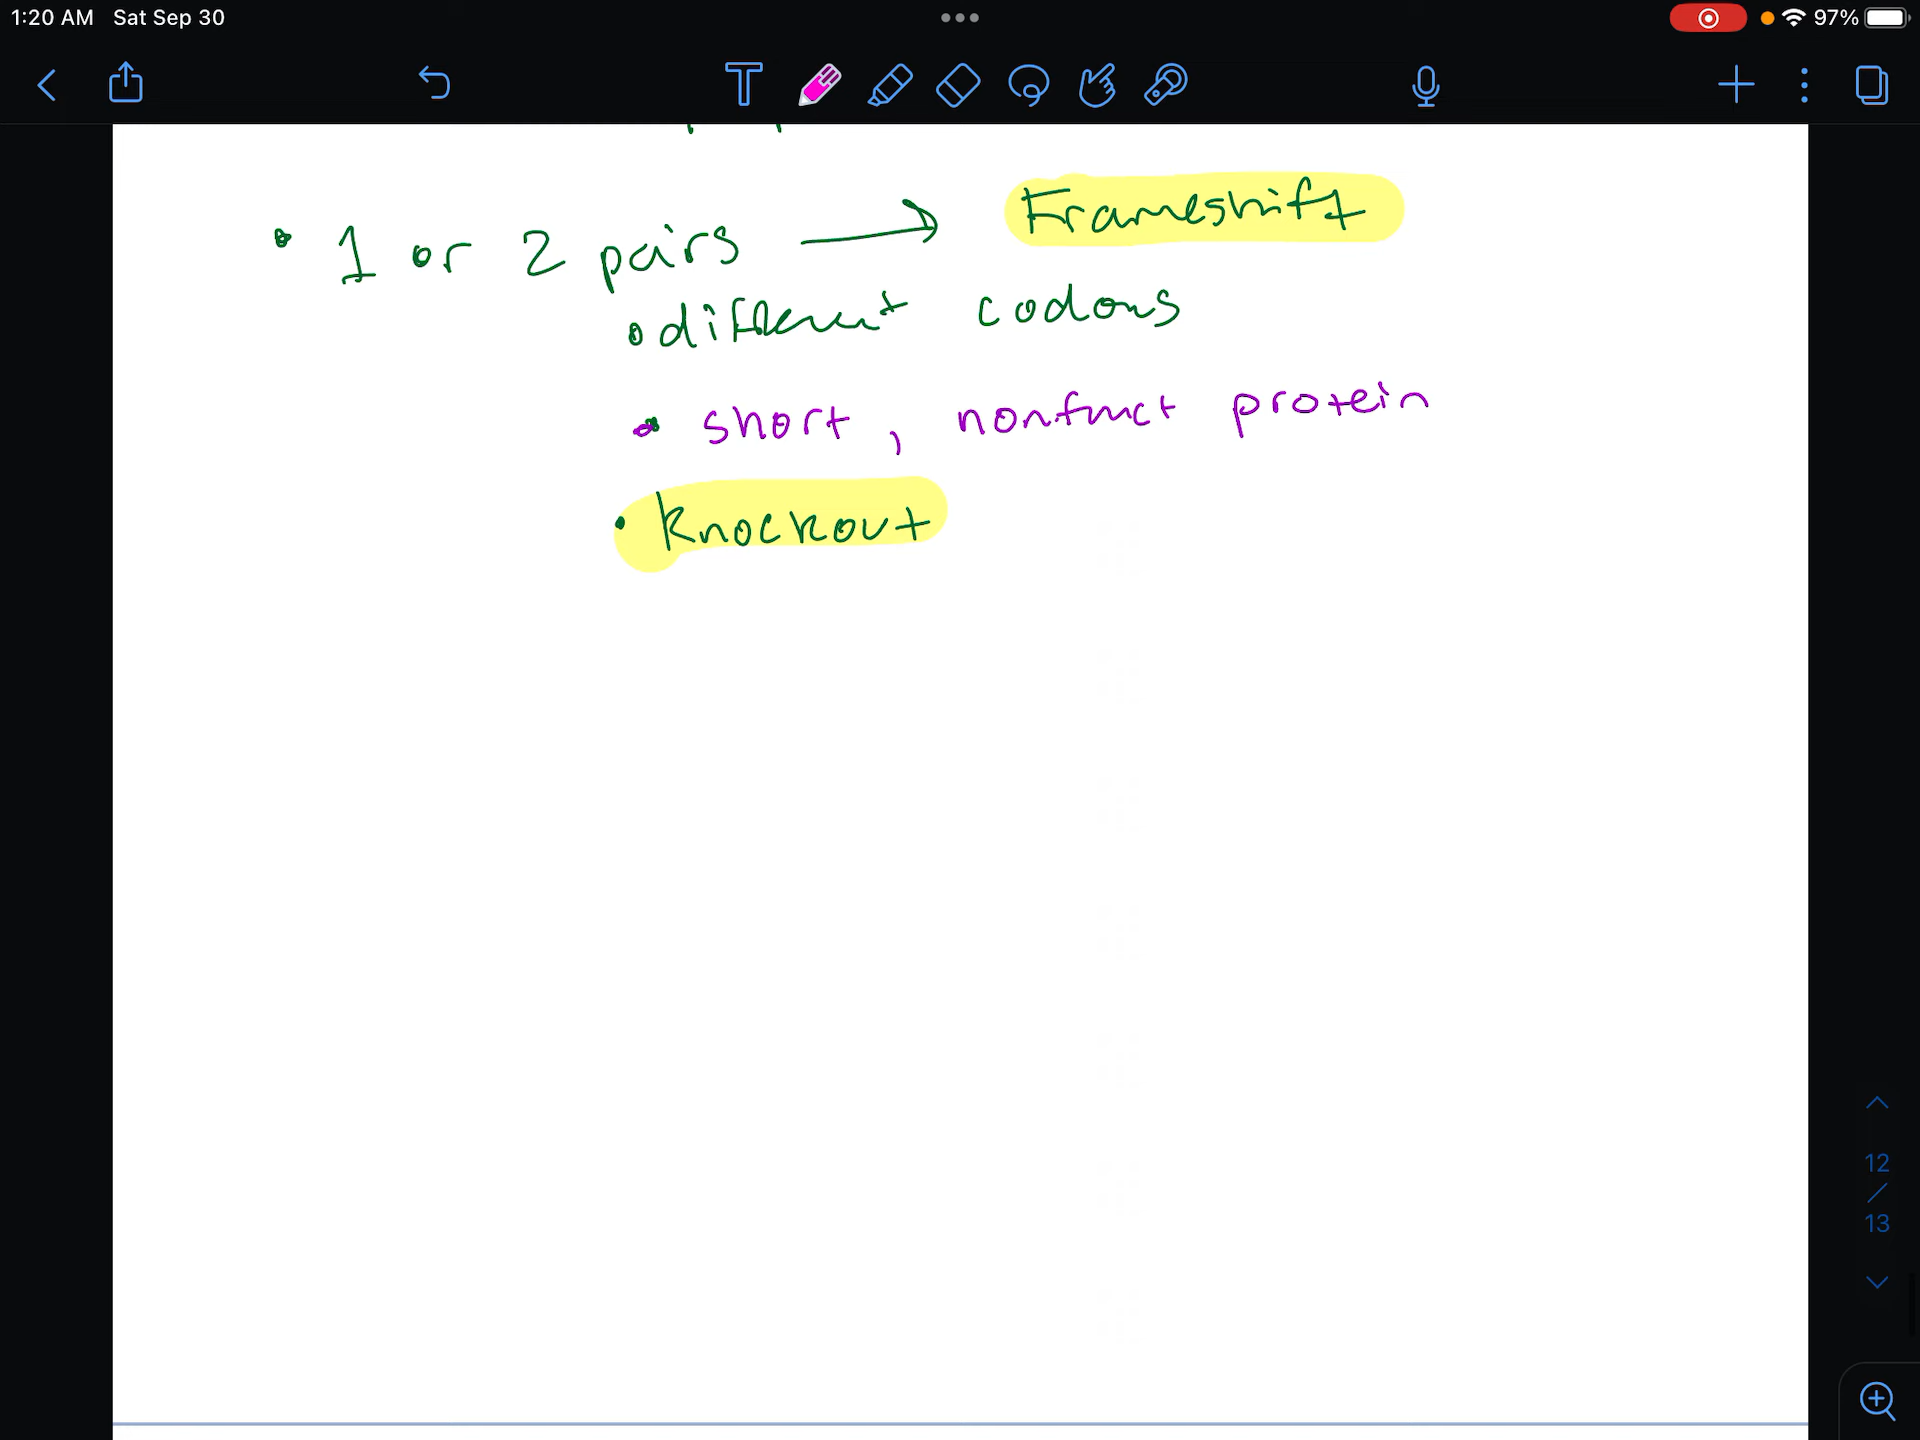 1:20 AM Sat Sep 30
97%
• 1 or 2 pairs → Frameshift
• different codons
• short, nonfunct protein
• Knockout
12
/
13